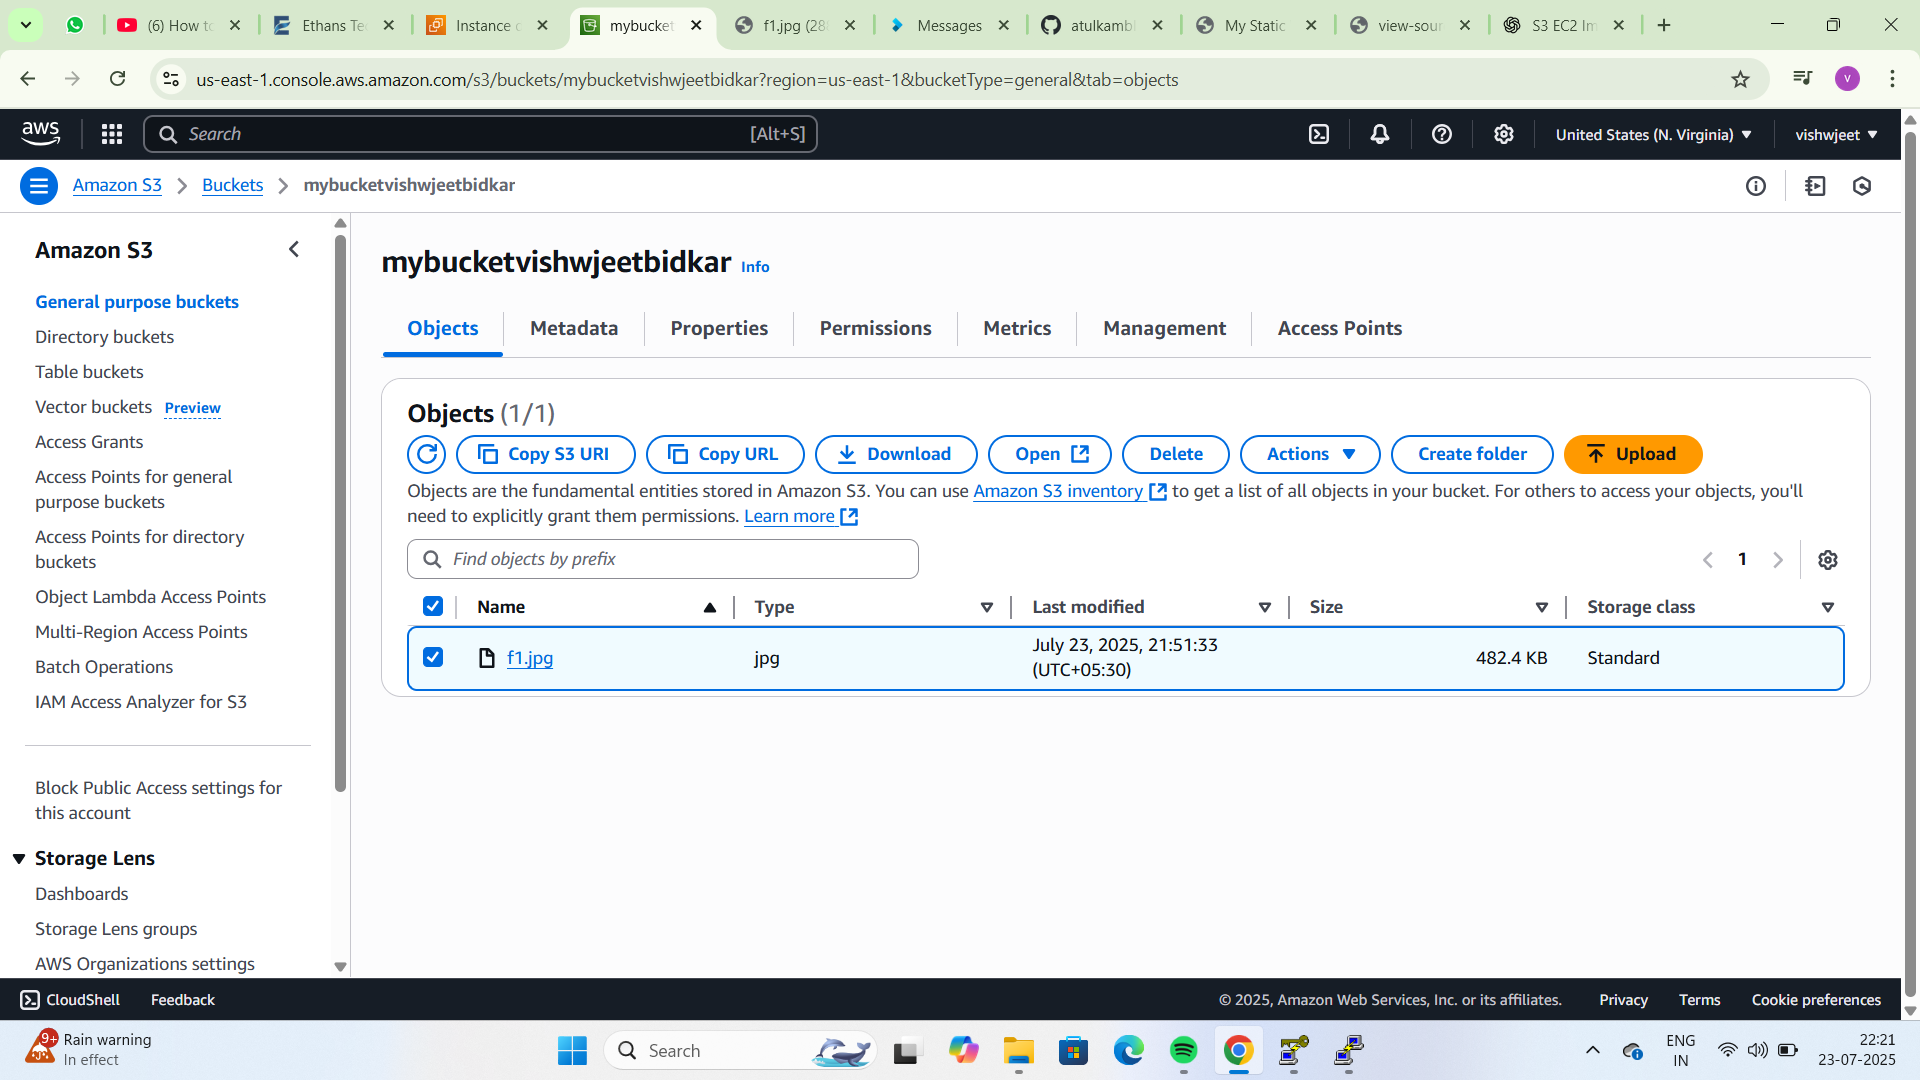 (6) How to
Ethans Te
Instance c
mybucket
f1.jpg (28
Messages
atulkambl
My Static
view-sour
S3 EC2 Im
us-east-1.console.aws.amazon.com/s3/buckets/mybucketvishwjeetbidkar?region=us-east-1&bucketType=general&tab=objects
V
aws
Search
[Alt+S]
United States (N. Virginia)
vishwjeet
Amazon S3
Buckets
mybucketvishwjeetbidkar
Amazon S3
General purpose buckets
Directory buckets
Table buckets
Vector buckets Preview
Access Grants
Access Points for general
purpose buckets
Access Points for directory
buckets
Object Lambda Access Points
Multi-Region Access Points
Batch Operations
IAM Access Analyzer for S3
Block Public Access settings for
this account
Storage Lens
Dashboards
Storage Lens groups
AWS Organizations settings
mybucketvishwjeetbidkar Info
Objects
Metadata
Properties
Permissions
Metrics
Management
Access Points
Objects (1/1)
Copy S3 URI
Copy URL
Download
Open
Delete
Actions
Create folder
Upload
Objects are the fundamental entities stored in Amazon S3. You can use Amazon S3 inventory to get a list of all objects in your bucket. For others to access your objects, you'll
need to explicitly grant them permissions. Learn more
Find objects by prefix
1
Name
Type
Last modified
Size
Storage class
f1.jpg
jpg
July 23, 2025, 21:51:33
(UTC+05:30)
482.4 KB
Standard
CloudShell
Feedback
© 2025, Amazon Web Services, Inc. or its affiliates.
Privacy
Terms
Cookie preferences
9+
Rain warning
In effect
Search
ENG
IN
22:21
23-07-2025